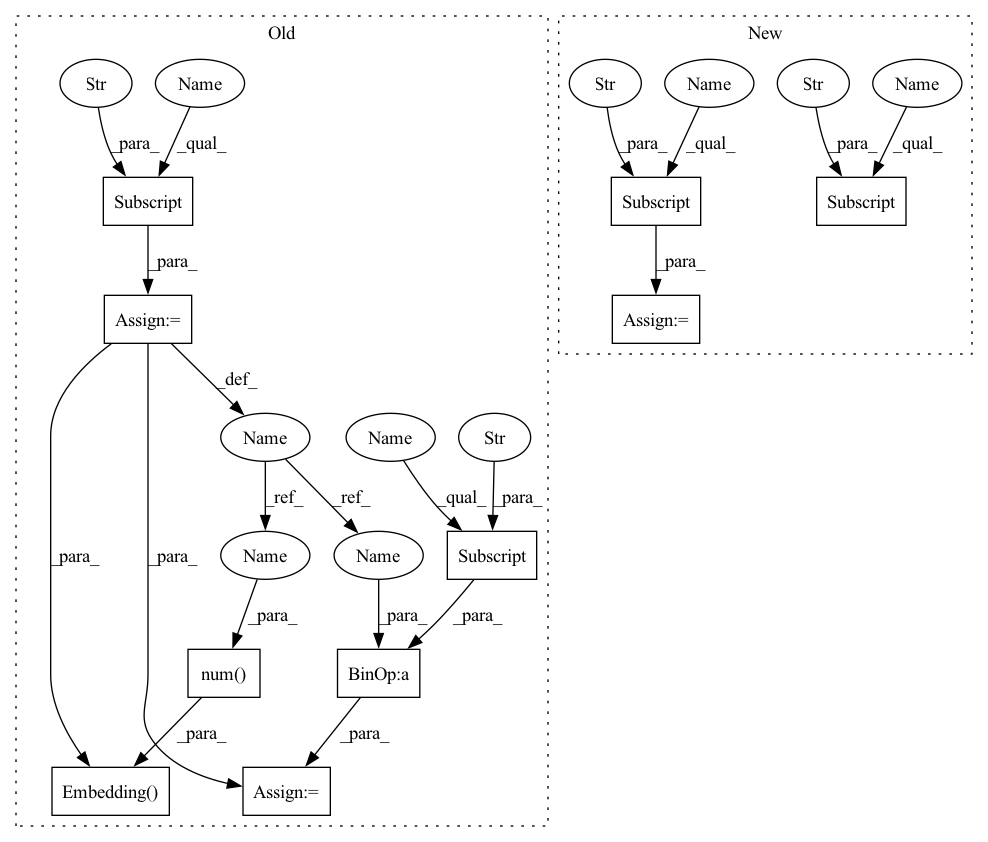 Old
New
Str
Name
Str
Name
Str
Name
_para_
_qual_
_para_
_qual_
_para_
_qual_
Subscript
Subscript
Subscript
_para_
_para_
Assign:=
Assign:=
_def_
Name
Name
Str
_ref_
_ref_
_qual_
_para_
_para_
_para_
Name
Name
Subscript
_para_
_para_
_para_
num()
BinOp:a
_para_
_para_
Embedding()
Assign:=